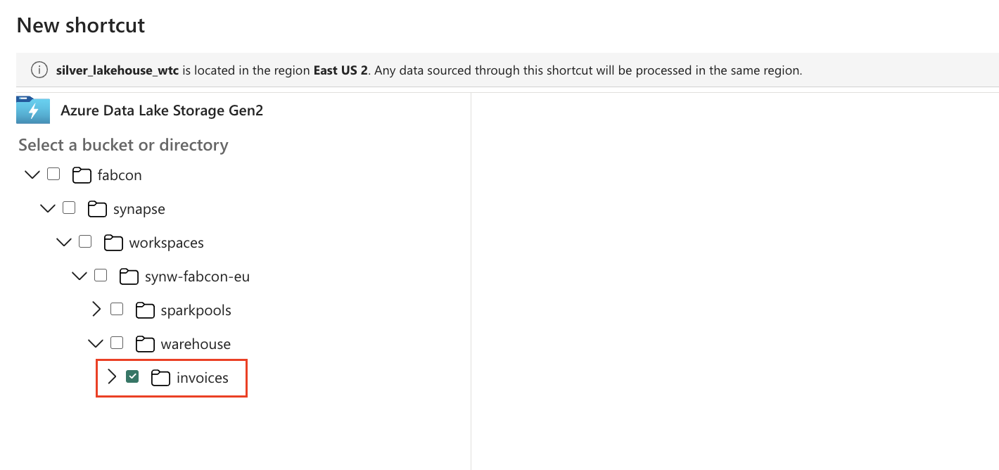 New shortcut
silver_lakehouse_wtc is located in the region East US 2. Any data sourced through this shortcut will be processed in the same region.
Azure Data Lake Storage Gen2
Select a bucket or directory
fabcon
synapse
workspaces
synw-fabcon-eu
sparkpools
warehouse
invoices